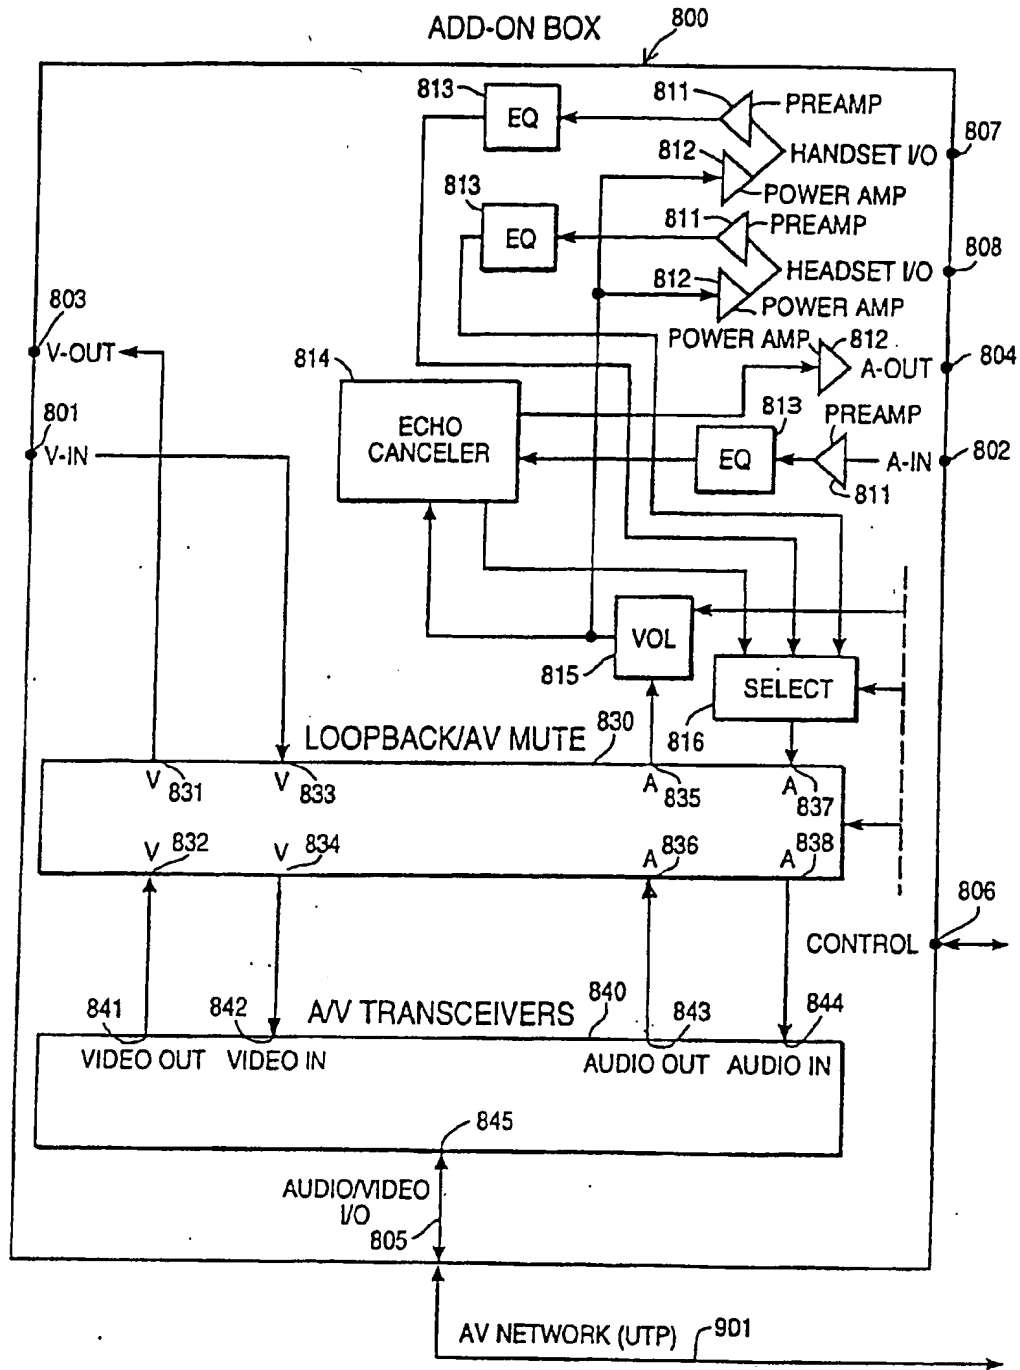 ADD-ON BOX
800
813
EQ
811
PREAMP
807
HANDSET I/O
812
POWER AMP
813
EQ
811
PREAMP
808
HEADSET I/O
812
POWER AMP
803
V-OUT
POWER AMP
812
A-OUT
804
814
ECHO
CANCELER
801
V-IN
813
EQ
PREAMP
A-IN
802
811
VOL
815
SELECT
816
LOOPBACK/AV MUTE
830
V
831
V
833
A
835
A
837
V
832
V
834
A
836
A
838
806
CONTROL
841
842
A/V TRANSCEIVERS
840
843
844
VIDEO OUT
VIDEO IN
AUDIO OUT
AUDIO IN
845
AUDIO/VIDEO
I/O
805
AV NETWORK (UTP)
901